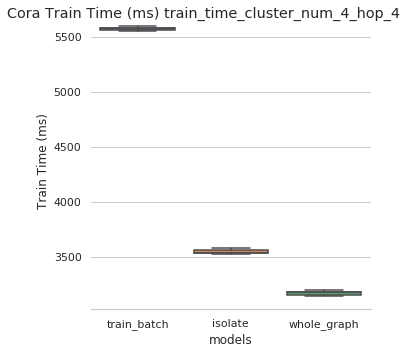 Cora Train Time (ms) train_time_cluster_num_4_hop_4
5500
5000
4500
4000
3500
Train Time (ms)
train_batch isolate whole_graph
models